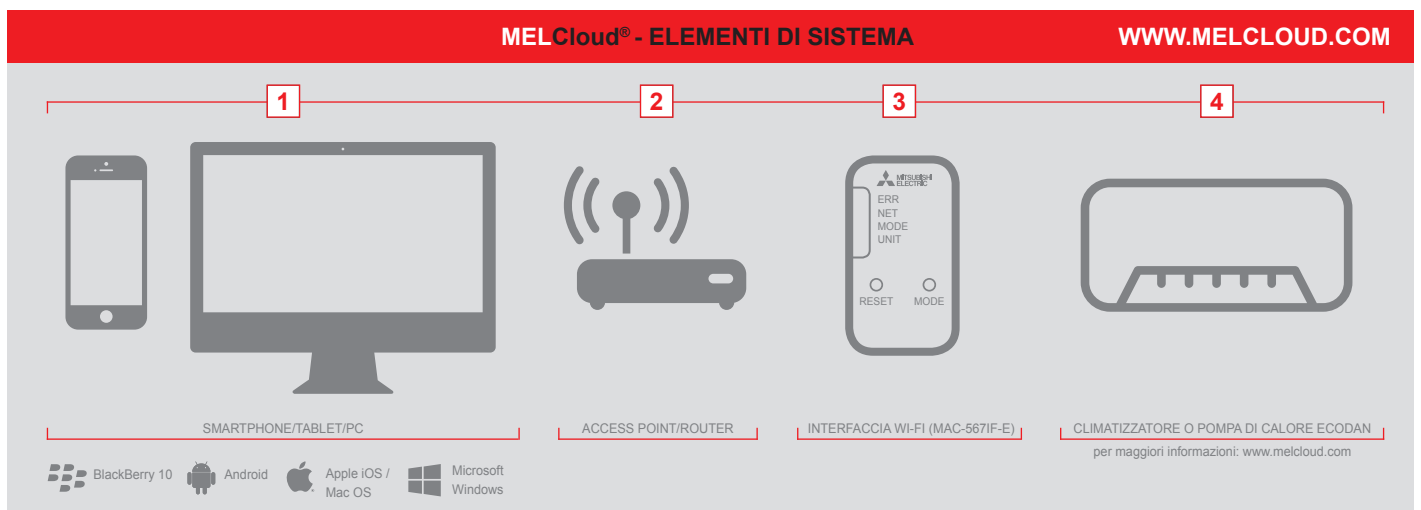 MELCloud® - ELEMENTI DI SISTEMA
WWW.MELCLOUD.COM
1
2
3
4
MITSUBISHI
ELECTRIC
ERR
NET
MODE
UNIT
RESET
MODE
SMARTPHONE/TABLET/PC
ACCESS POINT/ROUTER
INTERFACCIA WI-FI (MAC-567IF-E)
CLIMATIZZATORE O POMPA DI CALORE ECODAN
per maggiori informazioni: www.melcloud.com
BlackBerry 10
Android
Apple iOS /
Mac OS
Microsoft
Windows